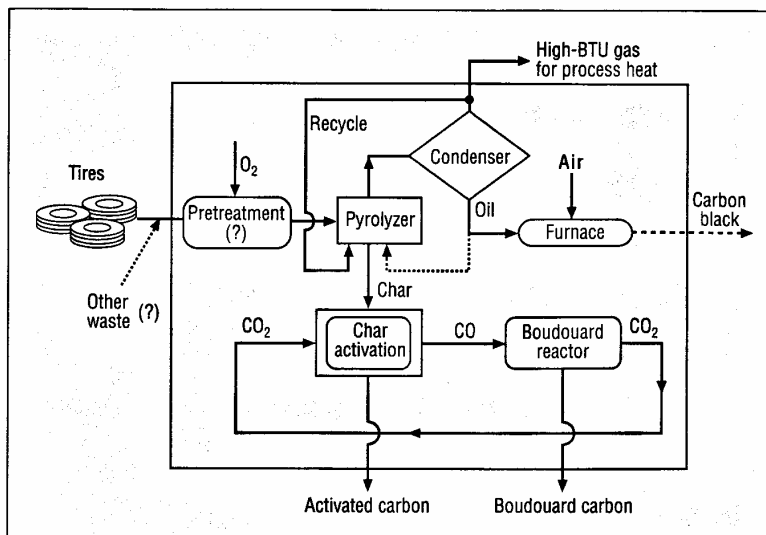 High-BTU gas
for process heat
Recycle
Condenser
O₂
Air
Tires
Oil
Carbon
black
Pretreatment
(?)
Pyrolyzer
Furnace
Char
Other
waste (?)
CO₂
Char
activation
CO
Boudouard
reactor
CO₂
Activated carbon
Boudouard carbon